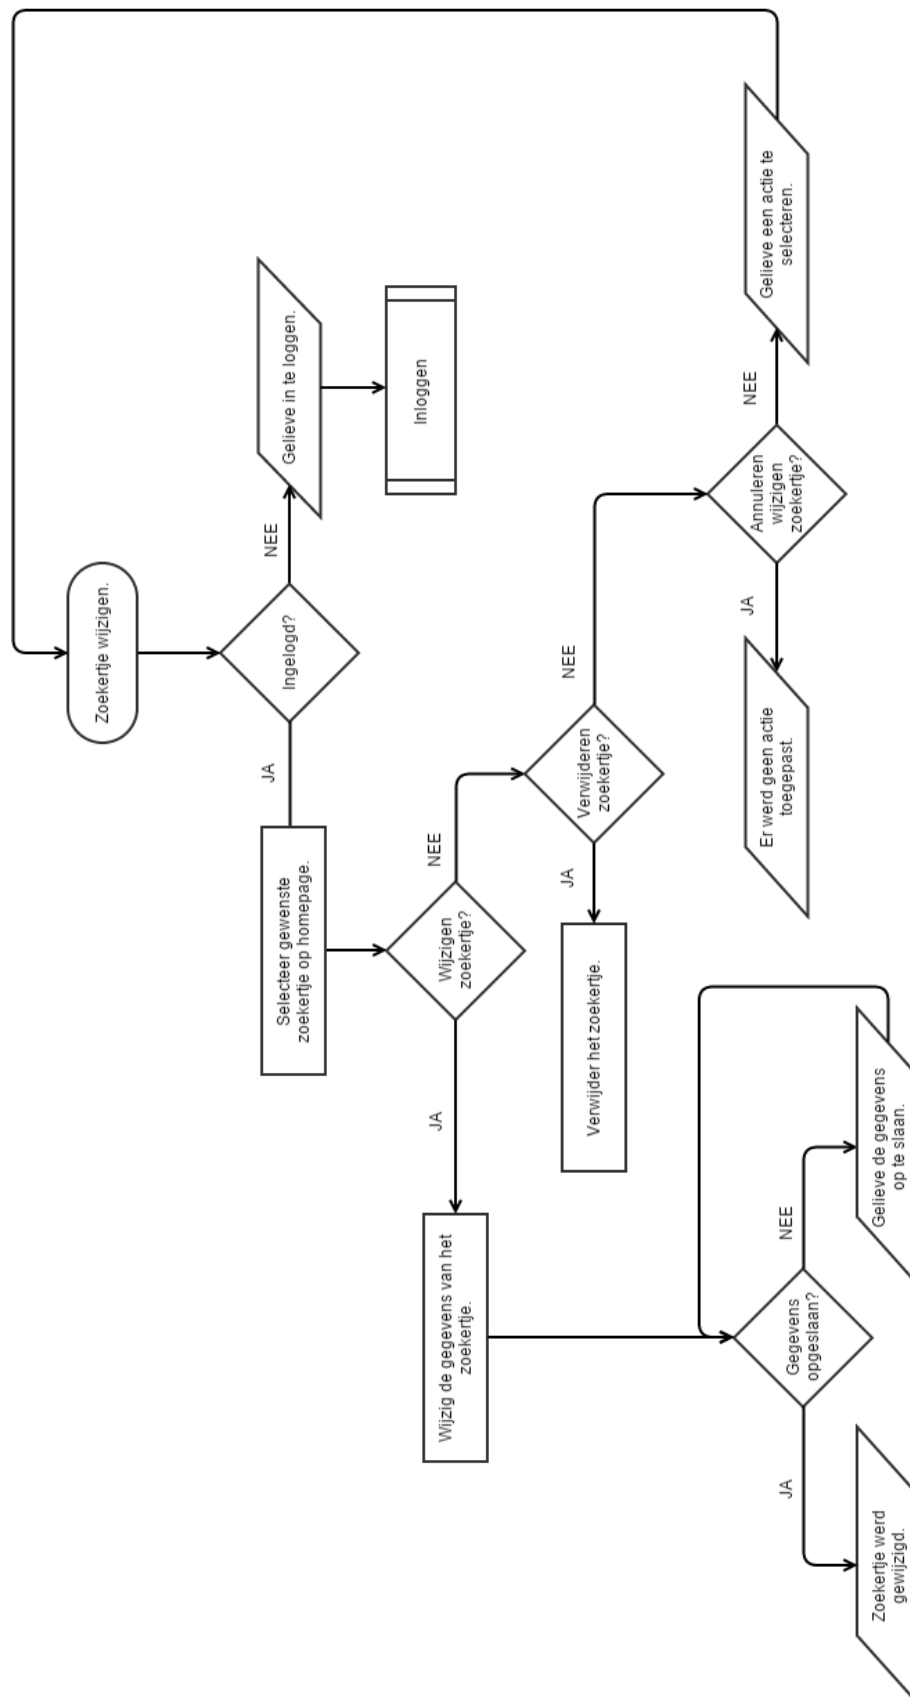 Zoekertje wijzigen.
Ingelogd?
JA
NEE
Gelieve in te loggen.
Inloggen
Selecteer gewenste
zoekertje op homepage.
Wijzigen
zoekertje?
JA
NEE
Wijzig de gegevens van het
zoekertje.
Verwijderen
zoekertje?
JA
NEE
Verwijder het zoekertje.
Annuleren
wijzigen
zoekertje?
JA
NEE
Er werd geen actie
toegepast.
Gelieve een actie te
selecteren.
Gegevens
opgeslaan?
JA
NEE
Zoekertje werd
gewijzigd.
Gelieve de gegevens
op te slaan.